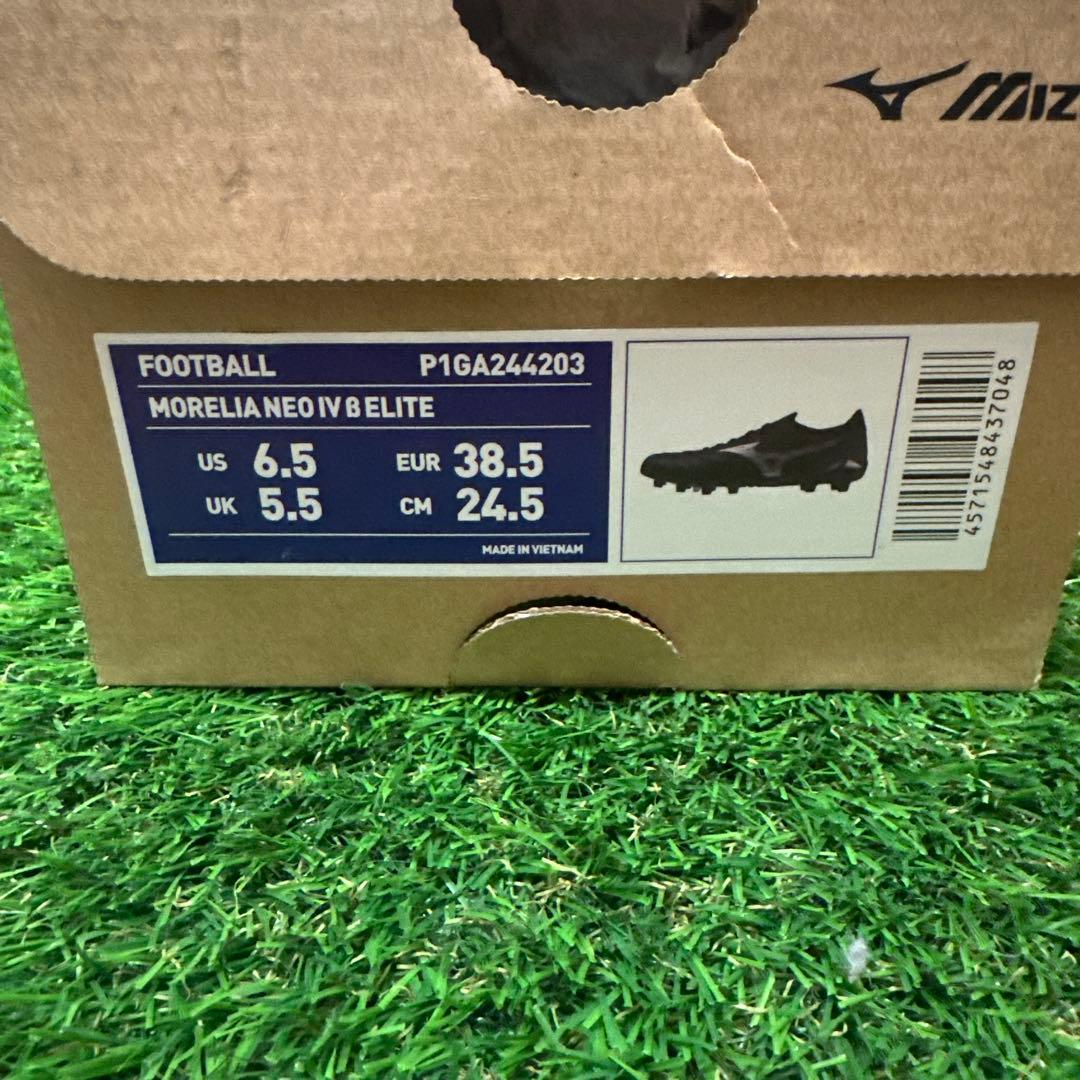 MIZ
FOOTBALL P1GA244203
MORELIA NEO IV β ELITE
US 6.5 EUR 38.5
UK 5.5 CM 24.5
MADE IN VIETNAM
4571548437048